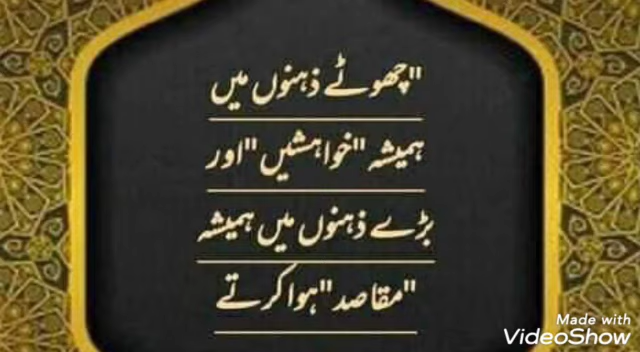 "چھوٹے ذہنوں میں
ہمیشہ "خواہشیں" اور
بڑے ذہنوں میں ہمیشہ
"مقاصد" ہوا کرتے
Made with
VideoShow